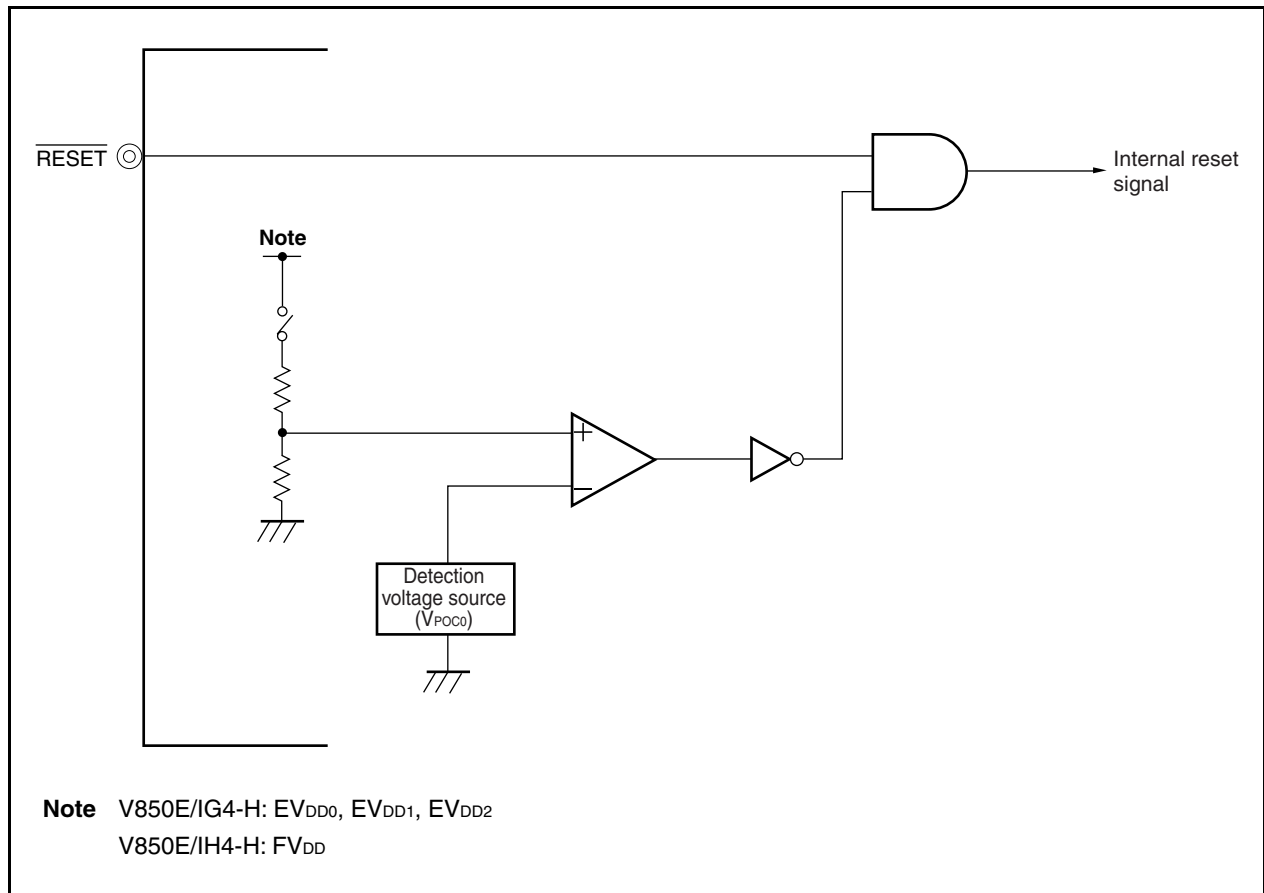 RESET
Internal reset
signal
Note
+
−
Detection
voltage source
(VPOC0)
Note V850E/IG4-H: EVDD0, EVDD1, EVDD2
V850E/IH4-H: FVDD